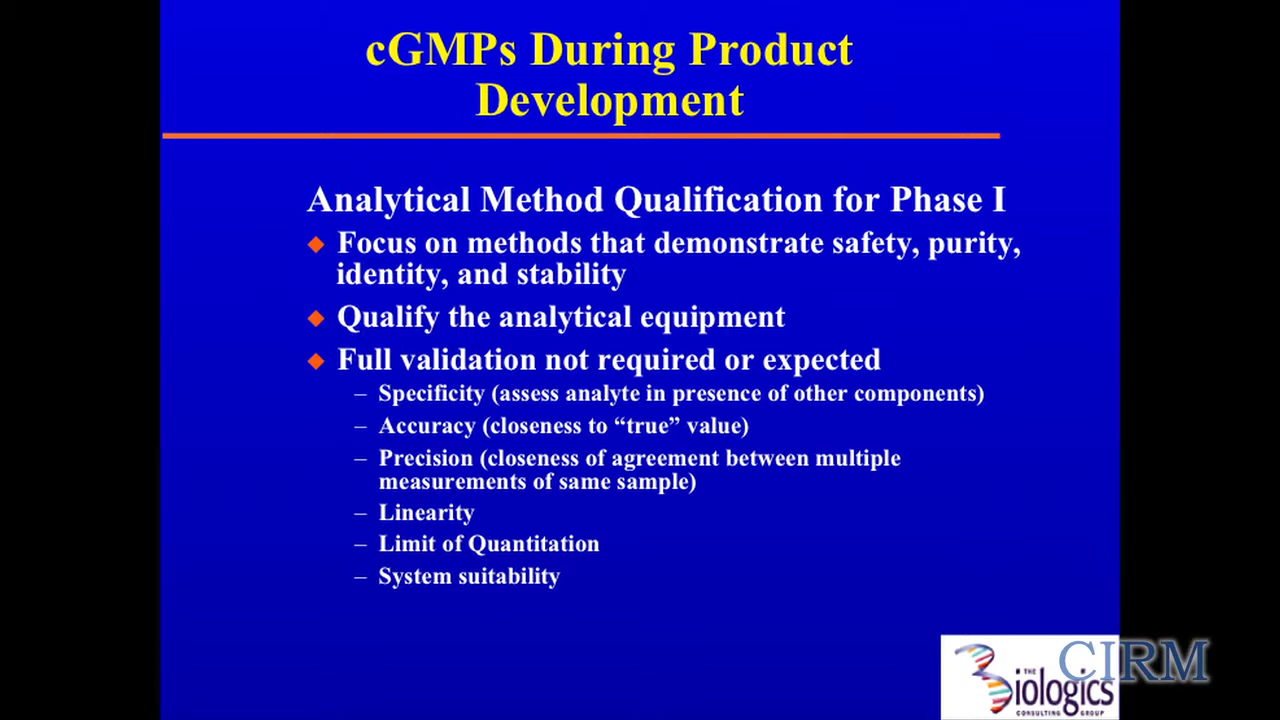 cGMPs During Product
Development
Analytical Method Qualification for Phase I
◆ Focus on methods that demonstrate safety, purity,
identity, and stability
◆ Qualify the analytical equipment
◆ Full validation not required or expected
– Specificity (assess analyte in presence of other components)
– Accuracy (closeness to “true” value)
– Precision (closeness of agreement between multiple
measurements of same sample)
– Linearity
– Limit of Quantitation
– System suitability
THE
Biologics
CONSULTING GROUP
CIRM